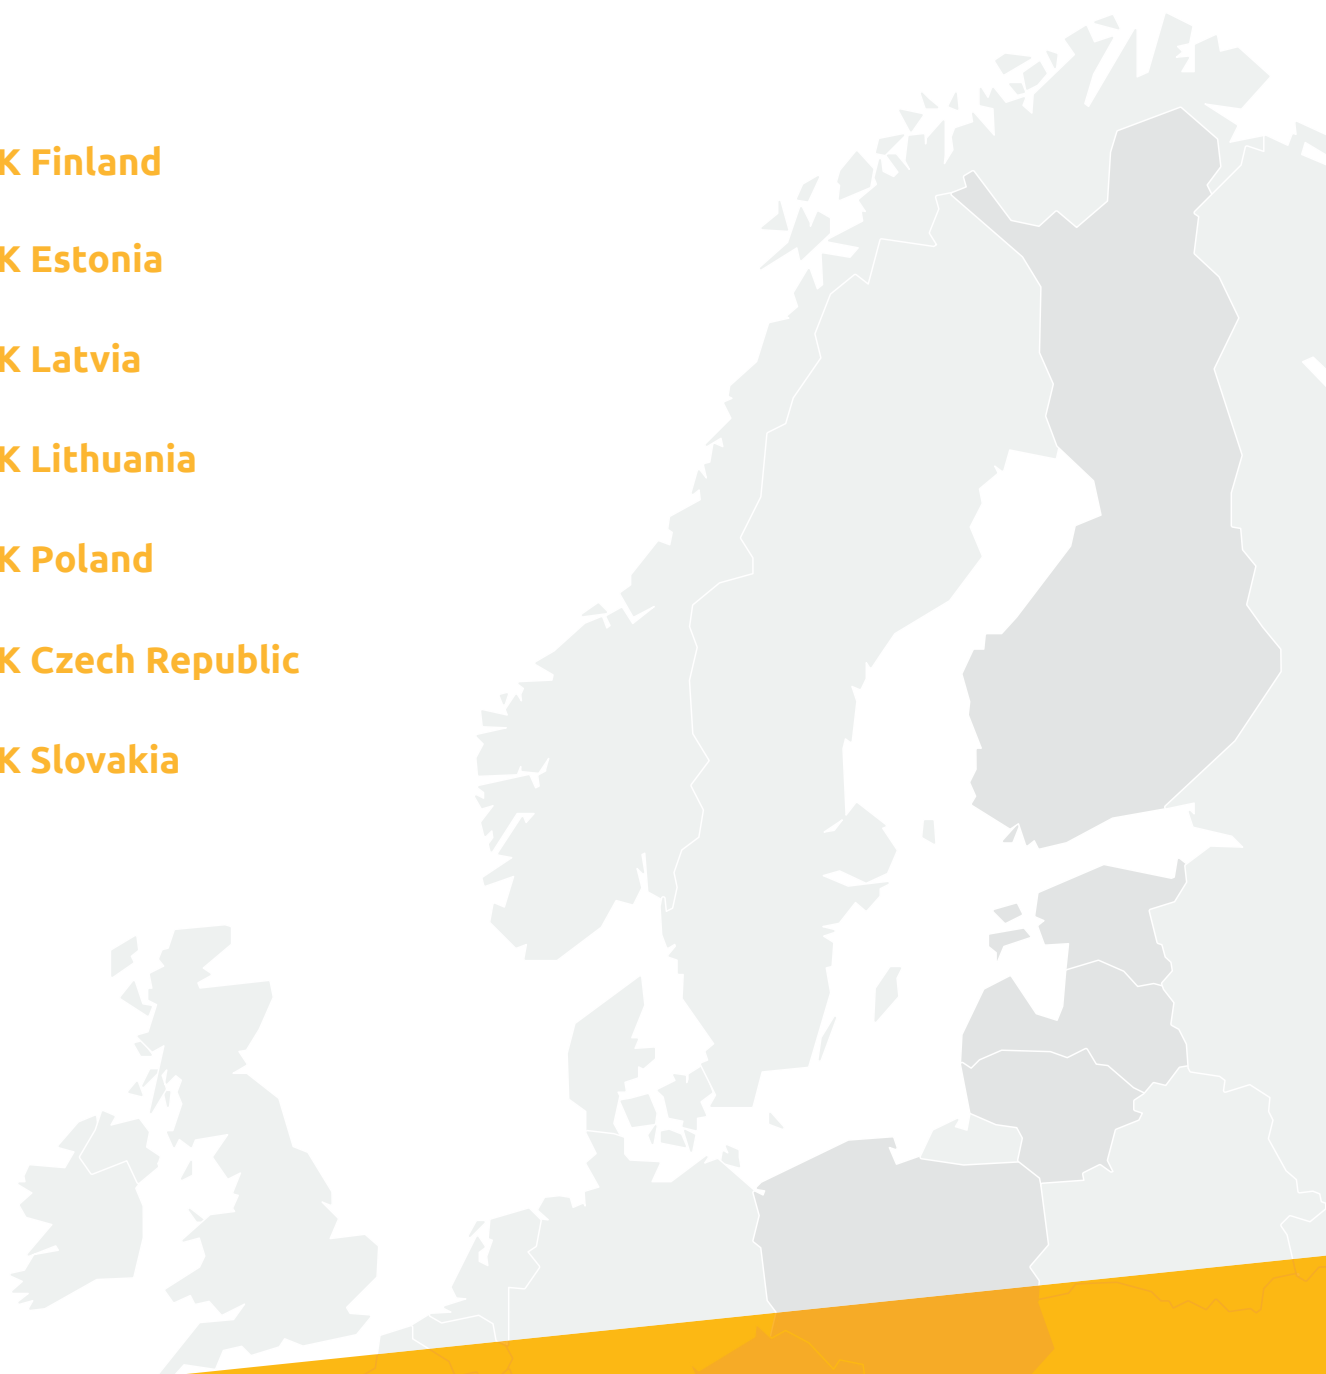 K Finland
K Estonia
K Latvia
K Lithuania
K Poland
K Czech Republic
K Slovakia